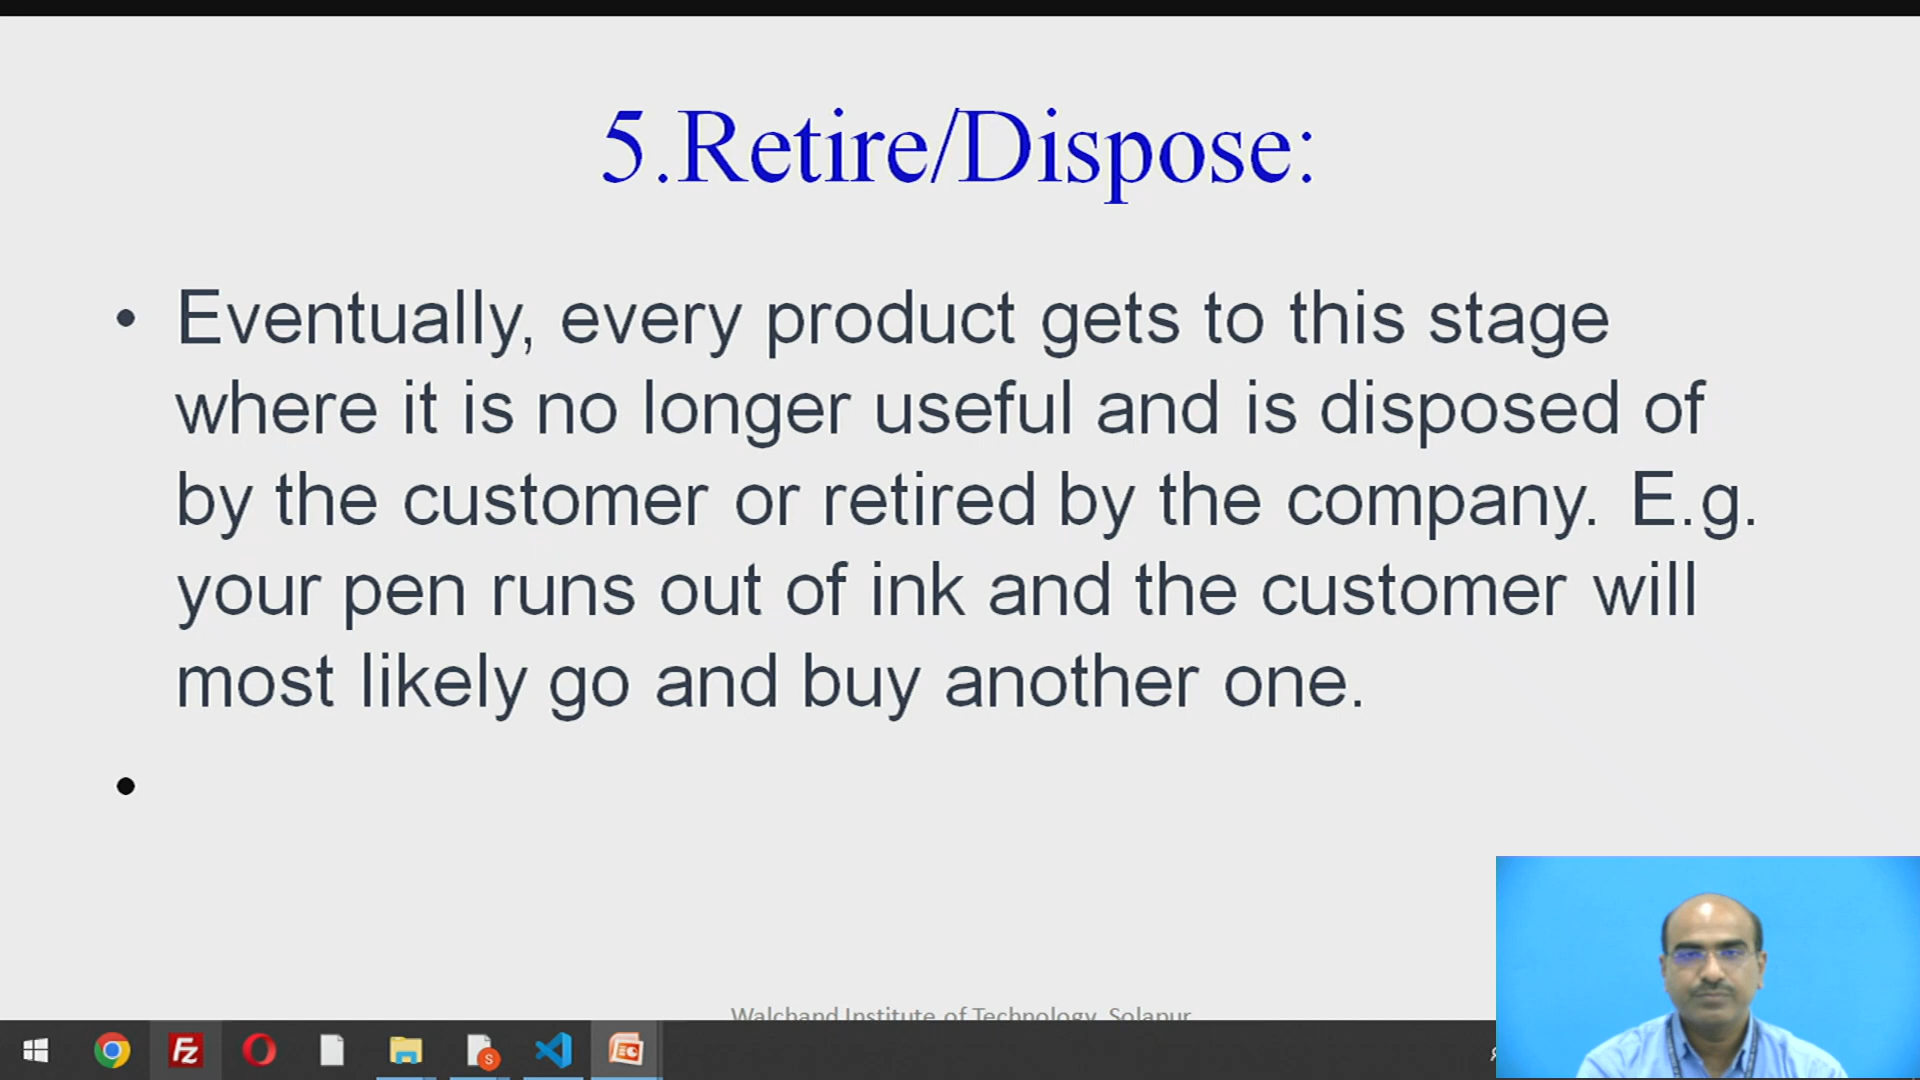 5.Retire/Dispose:
• Eventually, every product gets to this stage
where it is no longer useful and is disposed of
by the customer or retired by the company. E.g.
your pen runs out of ink and the customer will
most likely go and buy another one.
•
Walchand Institute of Technology, Solapur